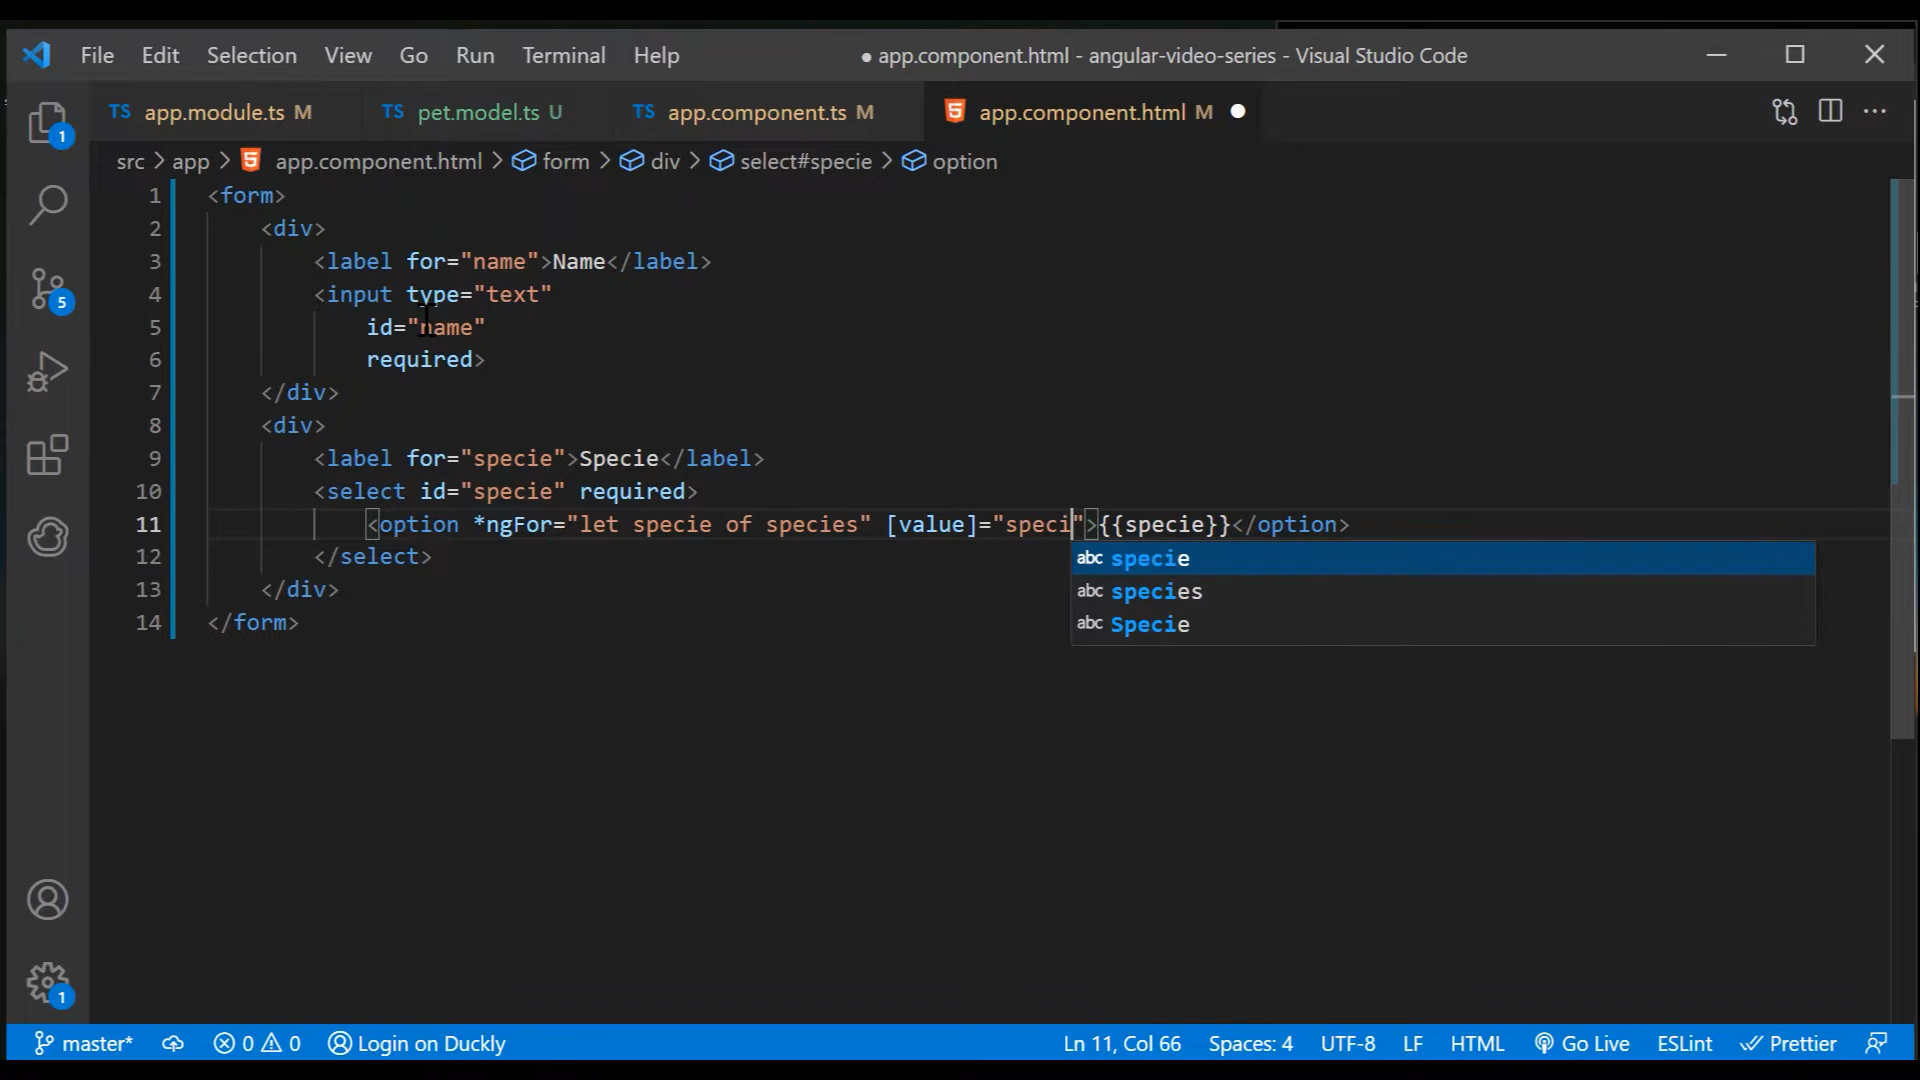 File Edit Selection View Go Run Terminal Help ● app.component.html - angular-video-series - Visual Studio Code
TS app.module.ts M TS pet.model.ts U TS app.component.ts M app.component.html M
src > app > app.component.html > form > div > select#specie > option
1 <form>
2 <div>
3 <label for="name">Name</label>
4 <input type="text"
5 id="name"
6 required>
7 </div>
8 <div>
9 <label for="specie">Specie</label>
10 <select id="specie" required>
11 <option *ngFor="let specie of species" [value]="speci">{{specie}}</option>
abc specie
12 </select>
abc species
13 </div>
abc Specie
14 </form>
1
5
1
master* 0 0 Login on Duckly Ln 11, Col 66 Spaces: 4 UTF-8 LF HTML Go Live ESLint Prettier